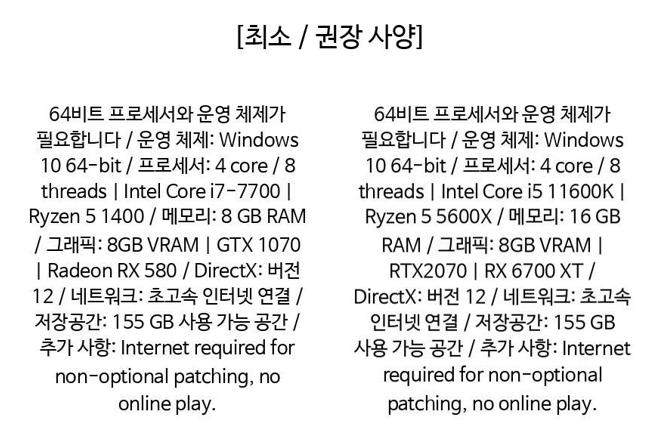 [최소 / 권장 사양]
64비트 프로세서와 운영 체제가
필요합니다 / 운영 체제: Windows
10 64-bit / 프로세서: 4 core / 8
threads | Intel Core i7-7700 |
Ryzen 5 1400 / 메모리: 8 GB RAM
/ 그래픽: 8GB VRAM | GTX 1070
| Radeon RX 580 / DirectX: 버전
12 / 네트워크: 초고속 인터넷 연결 /
저장공간: 155 GB 사용 가능 공간 /
추가 사항: Internet required for
non-optional patching, no
online play.
64비트 프로세서와 운영 체제가
필요합니다 / 운영 체제: Windows
10 64-bit / 프로세서: 4 core / 8
threads | Intel Core i5 11600K |
Ryzen 5 5600X / 메모리: 16 GB
RAM / 그래픽: 8GB VRAM |
RTX2070 | RX 6700 XT /
DirectX: 버전 12 / 네트워크: 초고속
인터넷 연결 / 저장공간: 155 GB
사용 가능 공간 / 추가 사항: Internet
required for non-optional
patching, no online play.